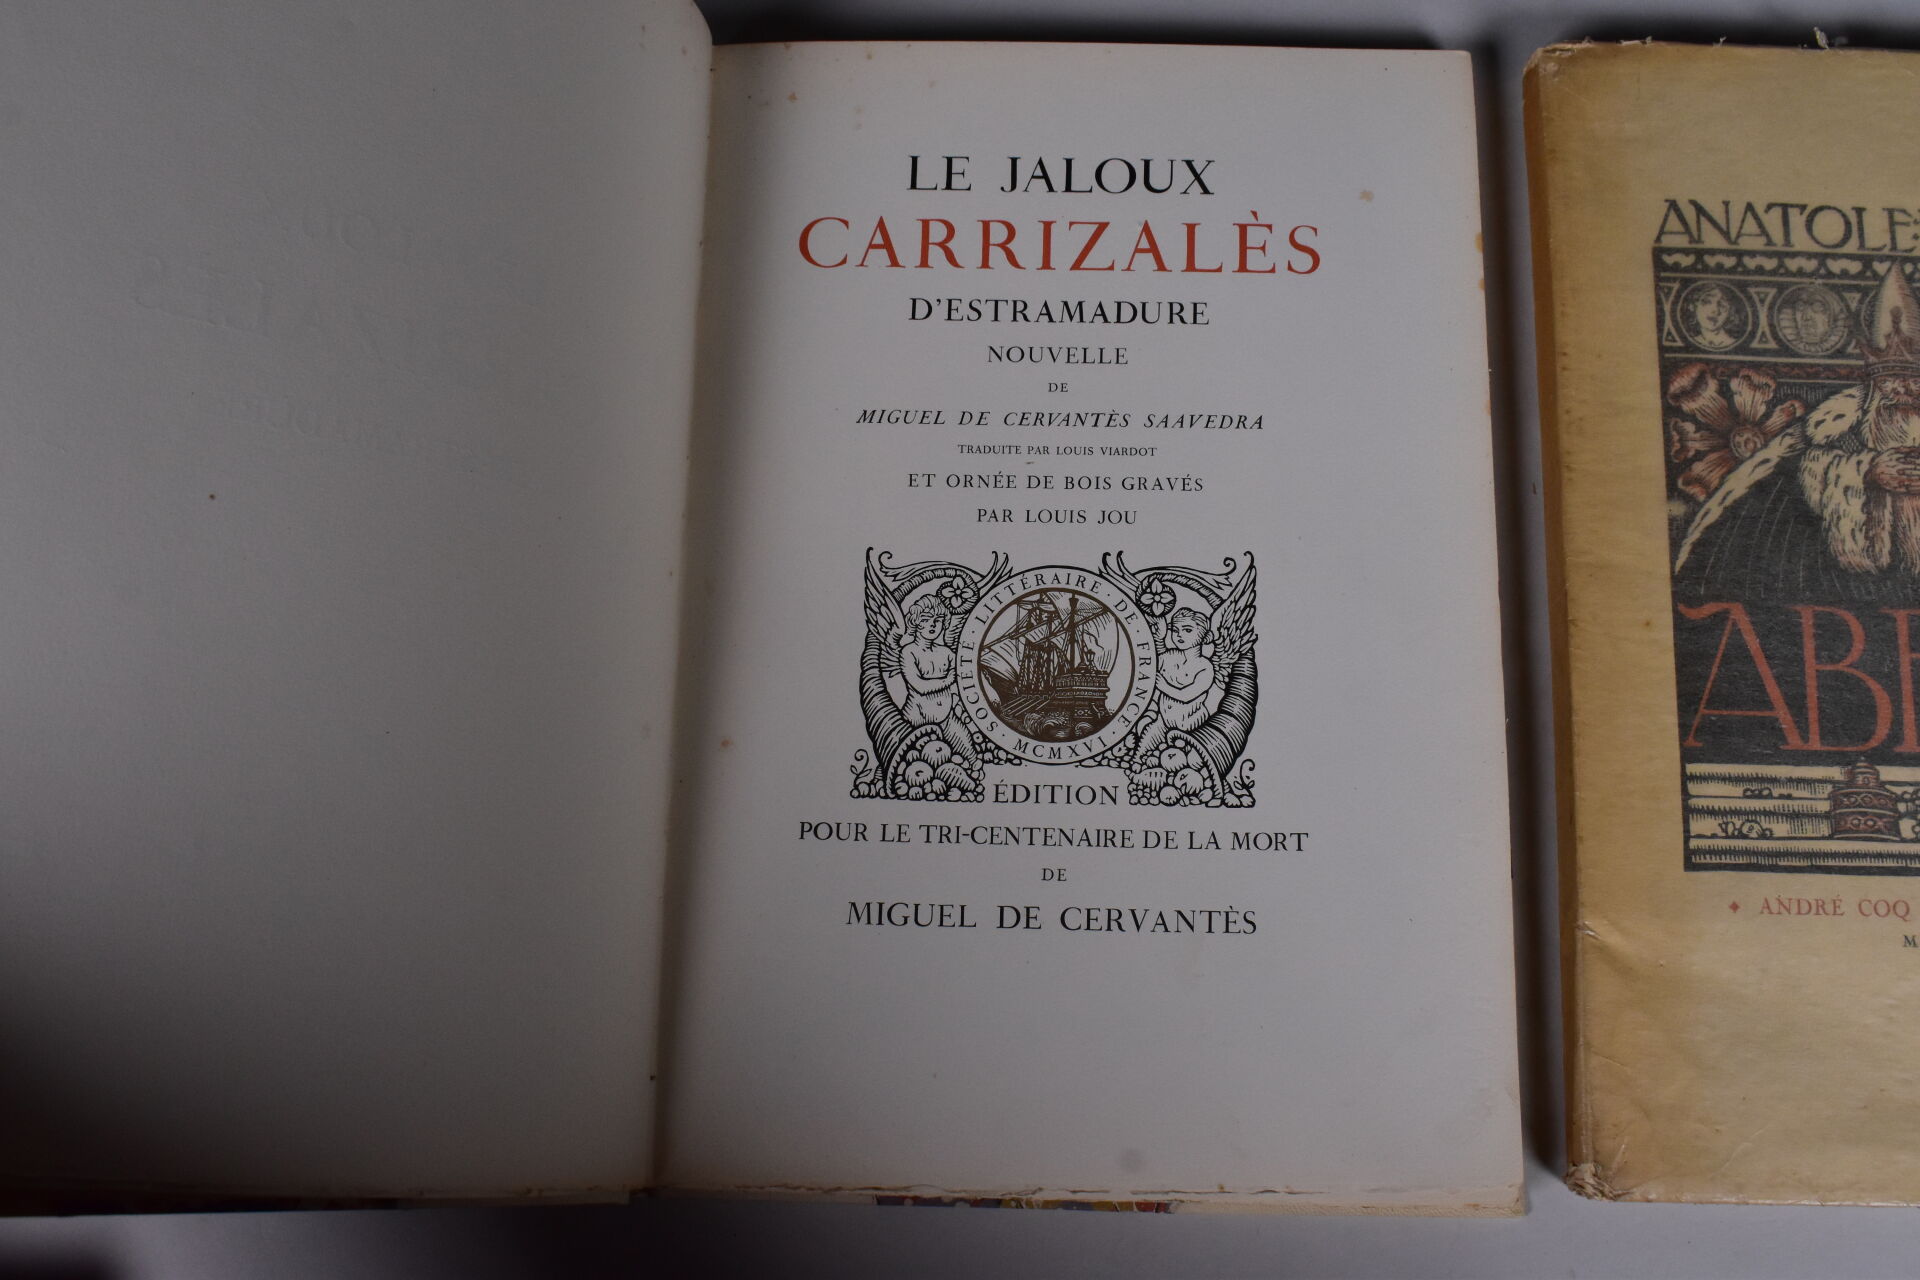 LE JALOUX
CARRIZALÈS
D'ESTRAMADURE
NOUVELLE
DE
MIGUEL DE CERVANTÈS SAAVEDRA
TRADUITE PAR LOUIS VIARDOT
ET ORNÉE DE BOIS GRAVÉS
PAR LOUIS JOU
SOCIÉTÉ · LITTÉRAIRE · DE · FRANCE · MCMXVI ·
ÉDITION
POUR LE TRI-CENTENAIRE DE LA MORT
DE
MIGUEL DE CERVANTÈS
ANATOLE
AB
ANDRÉ COQ
M